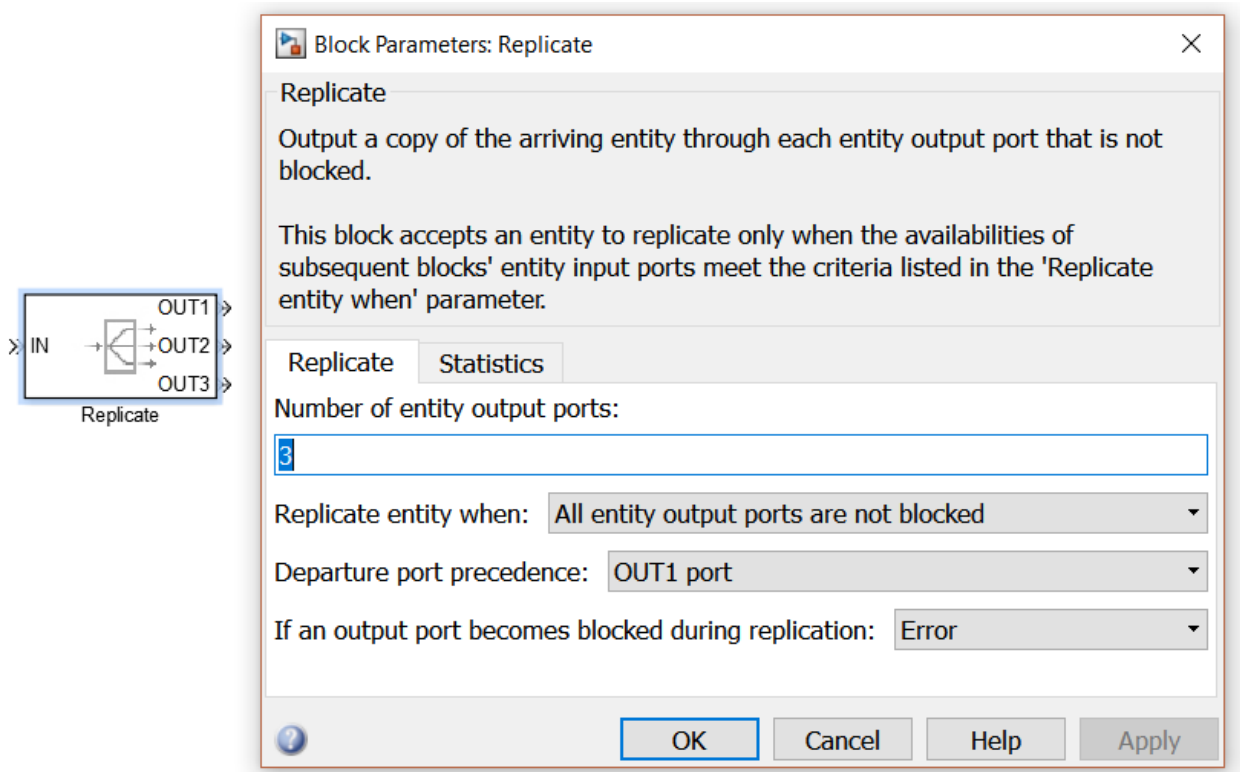 IN
OUT1
OUT2
OUT3
Replicate
Block Parameters: Replicate
Replicate
Output a copy of the arriving entity through each entity output port that is not
blocked.
This block accepts an entity to replicate only when the availabilities of
subsequent blocks' entity input ports meet the criteria listed in the 'Replicate
entity when' parameter.
Replicate Statistics
Number of entity output ports:
3
Replicate entity when: All entity output ports are not blocked
Departure port precedence: OUT1 port
If an output port becomes blocked during replication: Error
? OK Cancel Help Apply